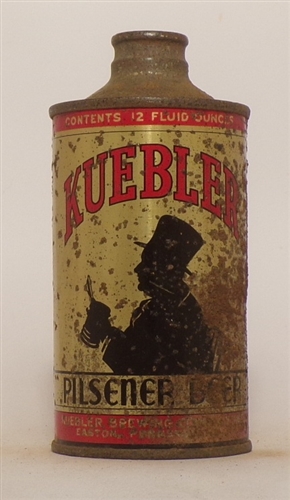 CONTENTS 12 FLUID OUNCES
KUEBLER
PILSENER BEER
KUEBLER BREWING
EASTON, PENNA